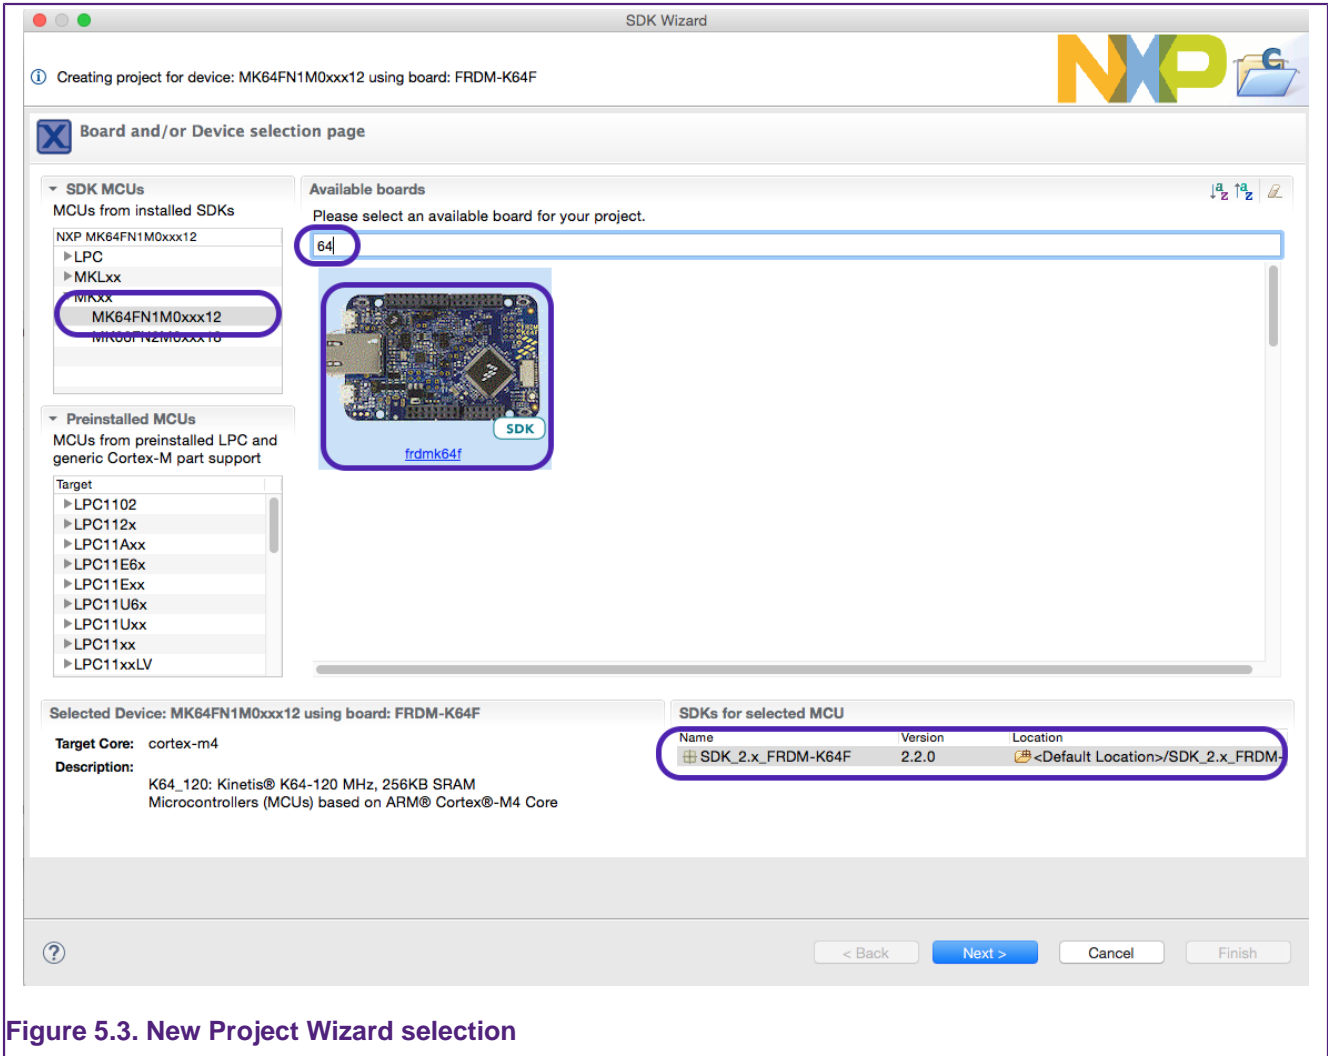 SDK Wizard
Creating project for device: MK64FN1M0xxx12 using board: FRDM-K64F
NXP
Board and/or Device selection page
SDK MCUs
MCUs from installed SDKs
NXP MK64FN1M0xxx12
LPC
MKLxx
MKxx
MK64FN1M0xxx12
MK66FN2M0xxx18
Preinstalled MCUs
MCUs from preinstalled LPC and
generic Cortex-M part support
Target
LPC1102
LPC112x
LPC11Axx
LPC11E6x
LPC11Exx
LPC11U6x
LPC11Uxx
LPC11xx
LPC11xxLV
Available boards
Please select an available board for your project.
64
SDK
frdmk64f
Selected Device: MK64FN1M0xxx12 using board: FRDM-K64F
Target Core: cortex-m4
Description:
K64_120: Kinetis® K64-120 MHz, 256KB SRAM
Microcontrollers (MCUs) based on ARM® Cortex®-M4 Core
SDKs for selected MCU
Name Version Location
SDK_2.x_FRDM-K64F 2.2.0 <Default Location>/SDK_2.x_FRDM-
< Back Next > Cancel Finish
Figure 5.3. New Project Wizard selection